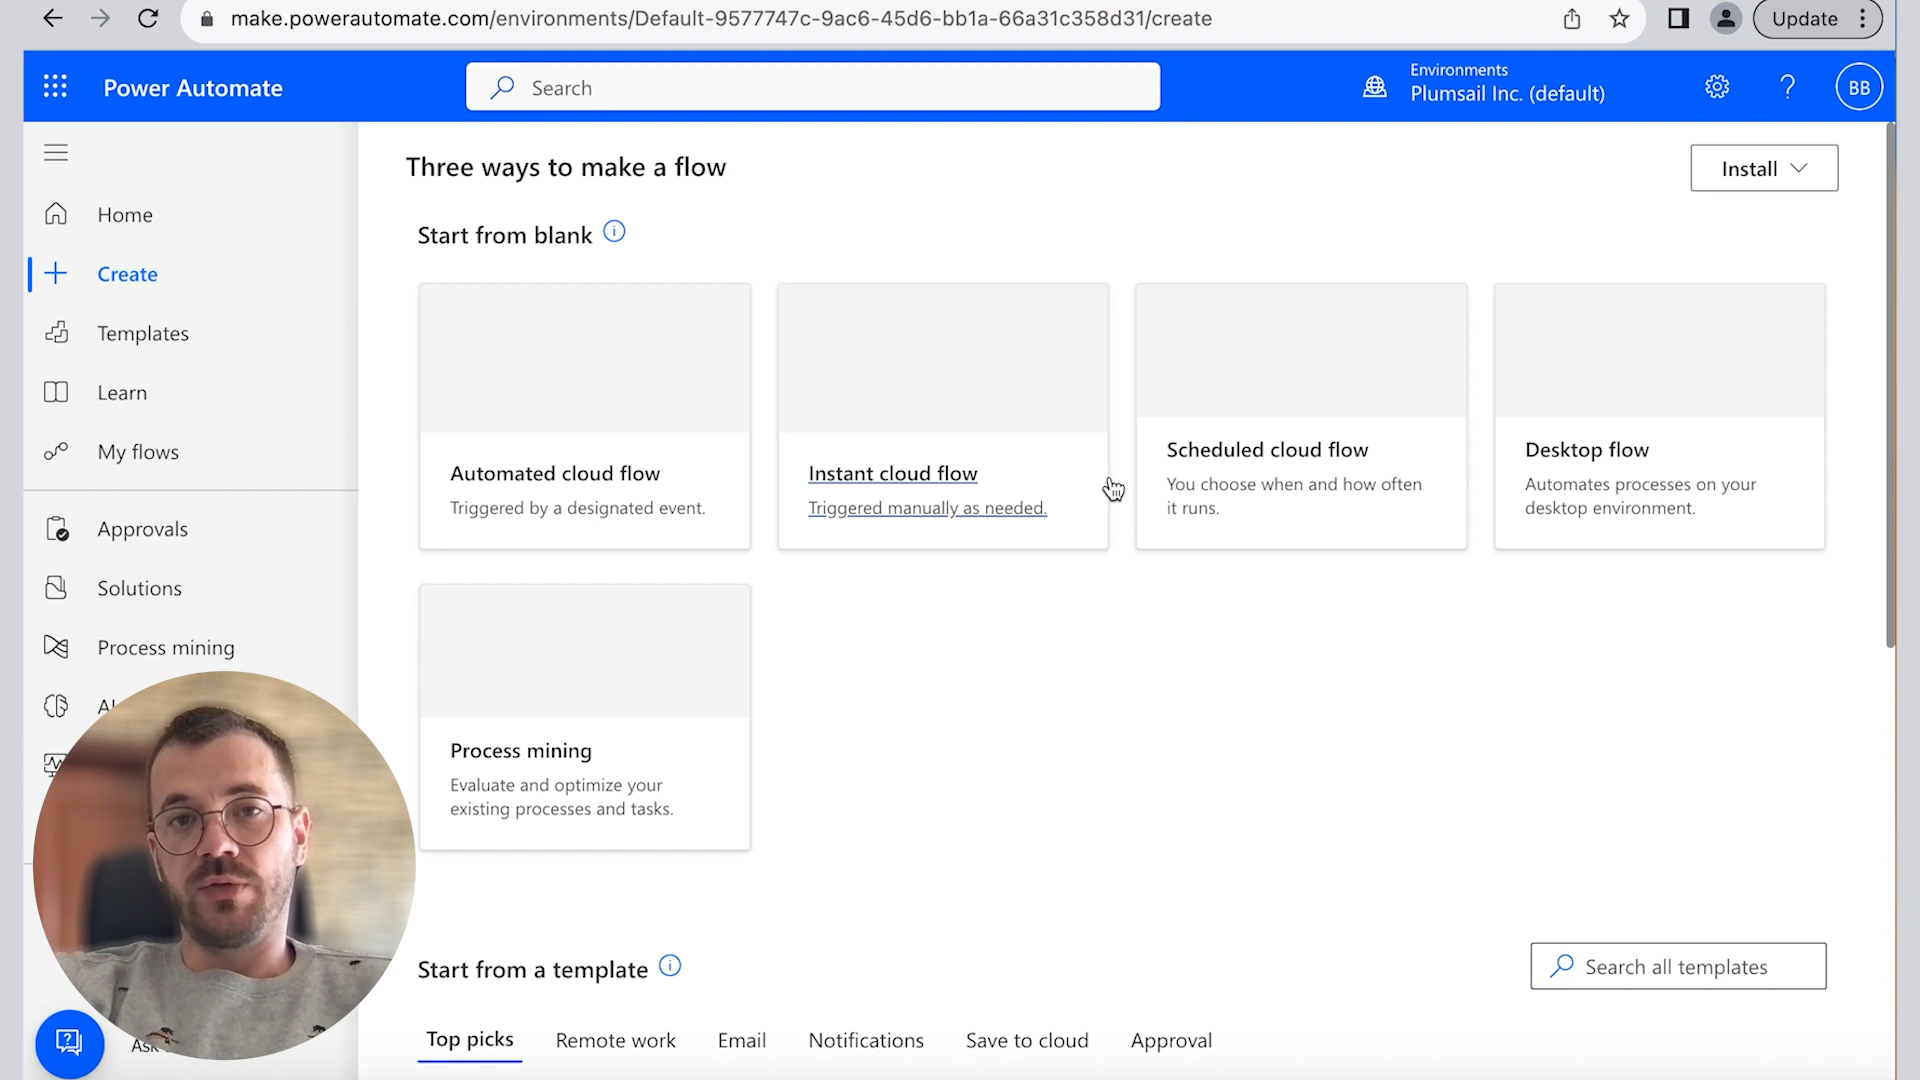 make.powerautomate.com/environments/Default-9577747c-9ac6-45d6-bb1a-66a31c358d31/create
Update
Power Automate
Search
Environments
Plumsail Inc. (default)
?
BB
Three ways to make a flow
Install
Home
Create
Templates
Learn
My flows
Approvals
Solutions
Process mining
Start from blank
Automated cloud flow
Triggered by a designated event.
Instant cloud flow
Triggered manually as needed.
Scheduled cloud flow
You choose when and how often
it runs.
Desktop flow
Automates processes on your
desktop environment.
Process mining
Evaluate and optimize your
existing processes and tasks.
Start from a template
Search all templates
Top picks
Remote work
Email
Notifications
Save to cloud
Approval
Ask